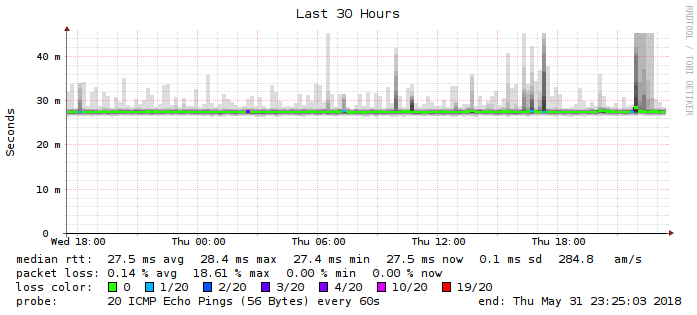 Last 30 Hours
RRDTOOL / TOBI OETIKER
Seconds
40 m
30 m
20 m
10 m
0
Wed 18:00 Thu 00:00 Thu 06:00 Thu 12:00 Thu 18:00
median rtt: 27.5 ms avg 28.4 ms max 27.4 ms min 27.5 ms now 0.1 ms sd 284.8 am/s
packet loss: 0.14 % avg 18.61 % max 0.00 % min 0.00 % now
loss color: 0 1/20 2/20 3/20 4/20 10/20 19/20
probe: 20 ICMP Echo Pings (56 Bytes) every 60s end: Thu May 31 23:25:03 2018